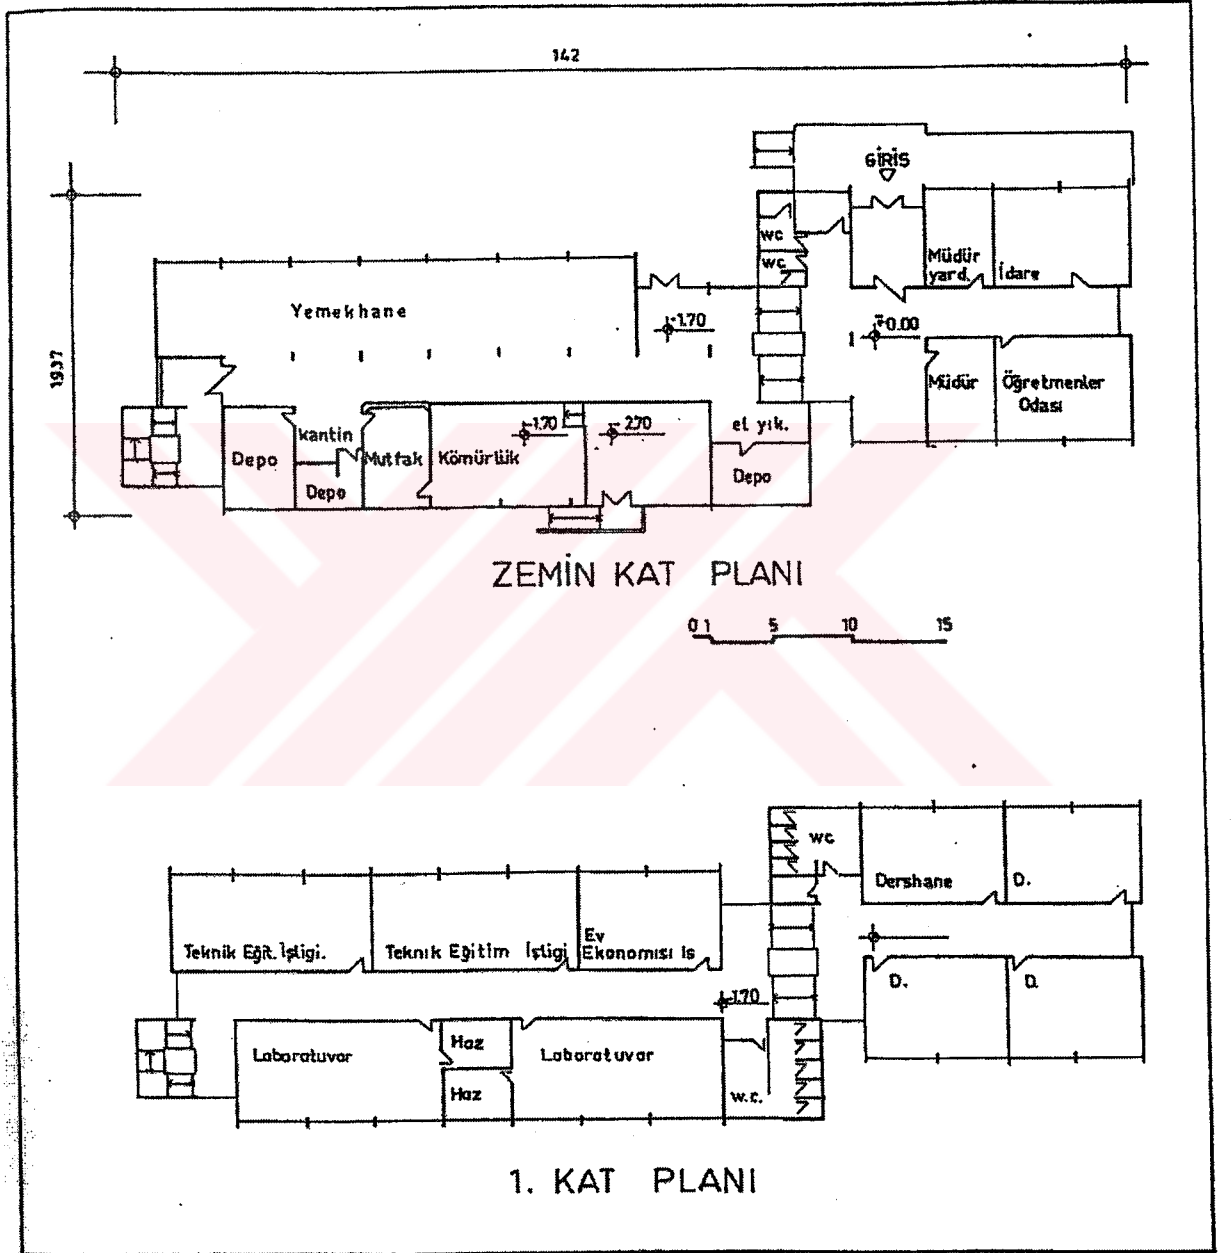 142
GİRİS
1937
wc
wc.
Müdür
yard.
İdare
Yemekhane
-1.70
∓0.00
Müdür
Öğretmenler
Odası
kantin
-1.70
-2.70
el yık.
Depo
Mutfak
Kömürlük
Depo
Depo
ZEMİN KAT PLANI
0 1 5 10 15
wc
Dershane
D.
Teknik Eğit. İşligi.
Teknik Eğitim İşligi
Ev
Ekonomisi is
D.
D.
-1.70
Laboratuvar
Haz
Laboratuvar
Haz
w.c.
1. KAT PLANI